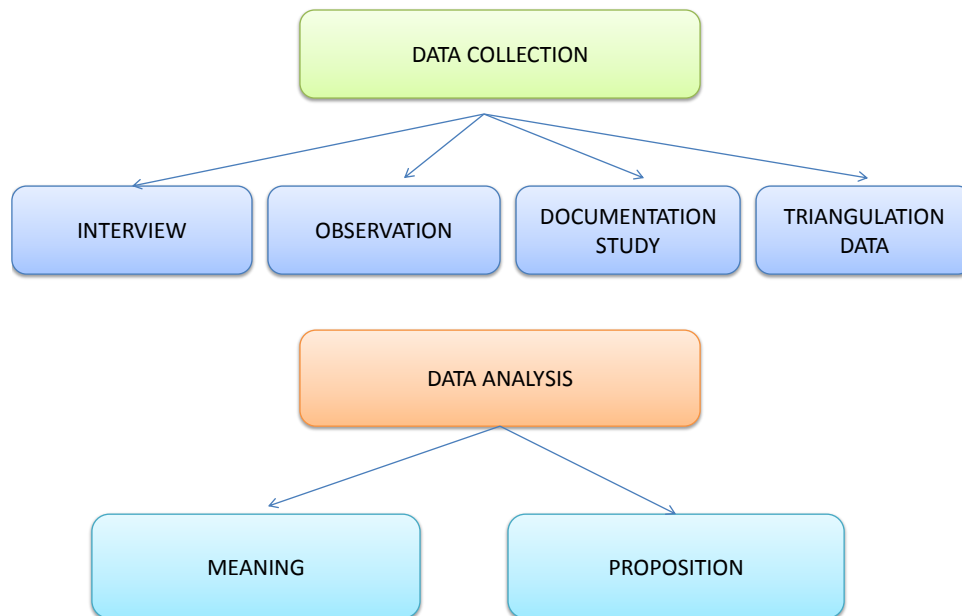 DATA COLLECTION
INTERVIEW
OBSERVATION
DOCUMENTATION
STUDY
TRIANGULATION
DATA
DATA ANALYSIS
MEANING
PROPOSITION